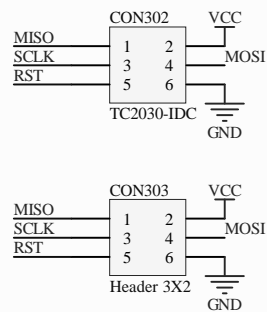 CON302
VCC
MISO 1 2
SCLK 3 4 MOSI
RST 5 6
TC2030-IDC
GND
CON303
VCC
MISO 1 2
SCLK 3 4 MOSI
RST 5 6
Header 3X2
GND